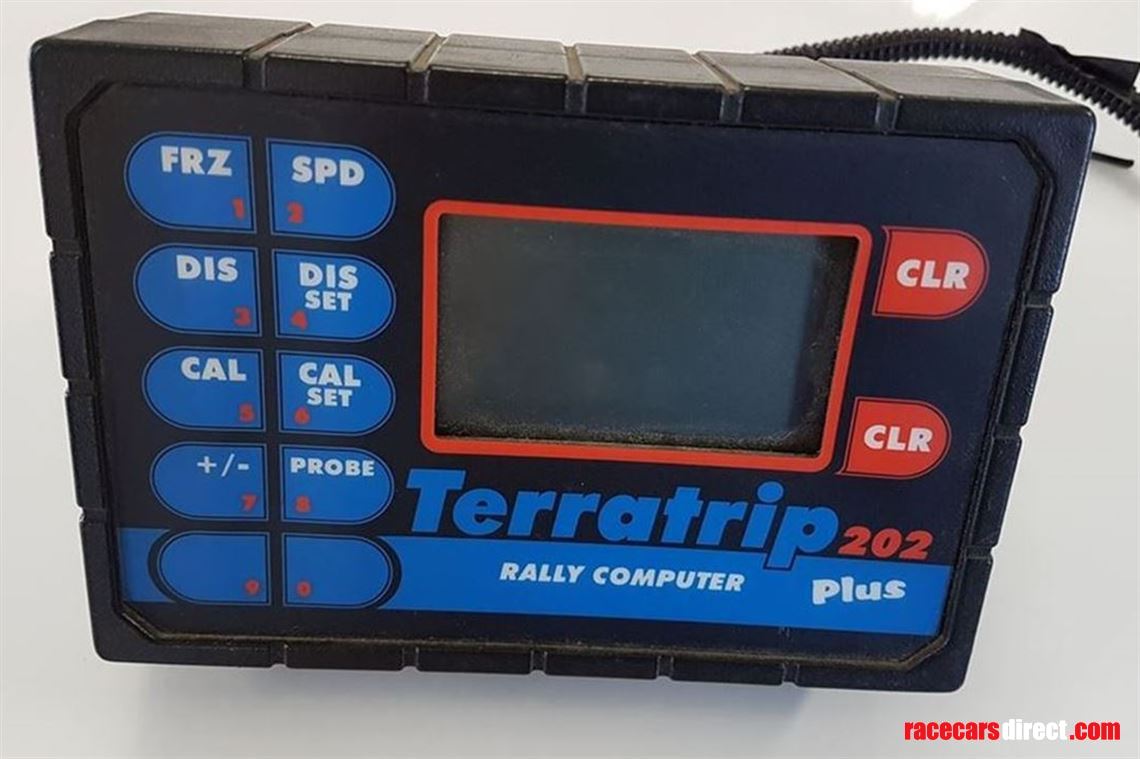 FRZ 1
SPD 2
DIS 3
DIS SET 4
CAL 5
CAL SET 6
+/- 7
PROBE 8
9
0
CLR
CLR
Terratrip 202
RALLY COMPUTER
Plus
racecarsdirect.com